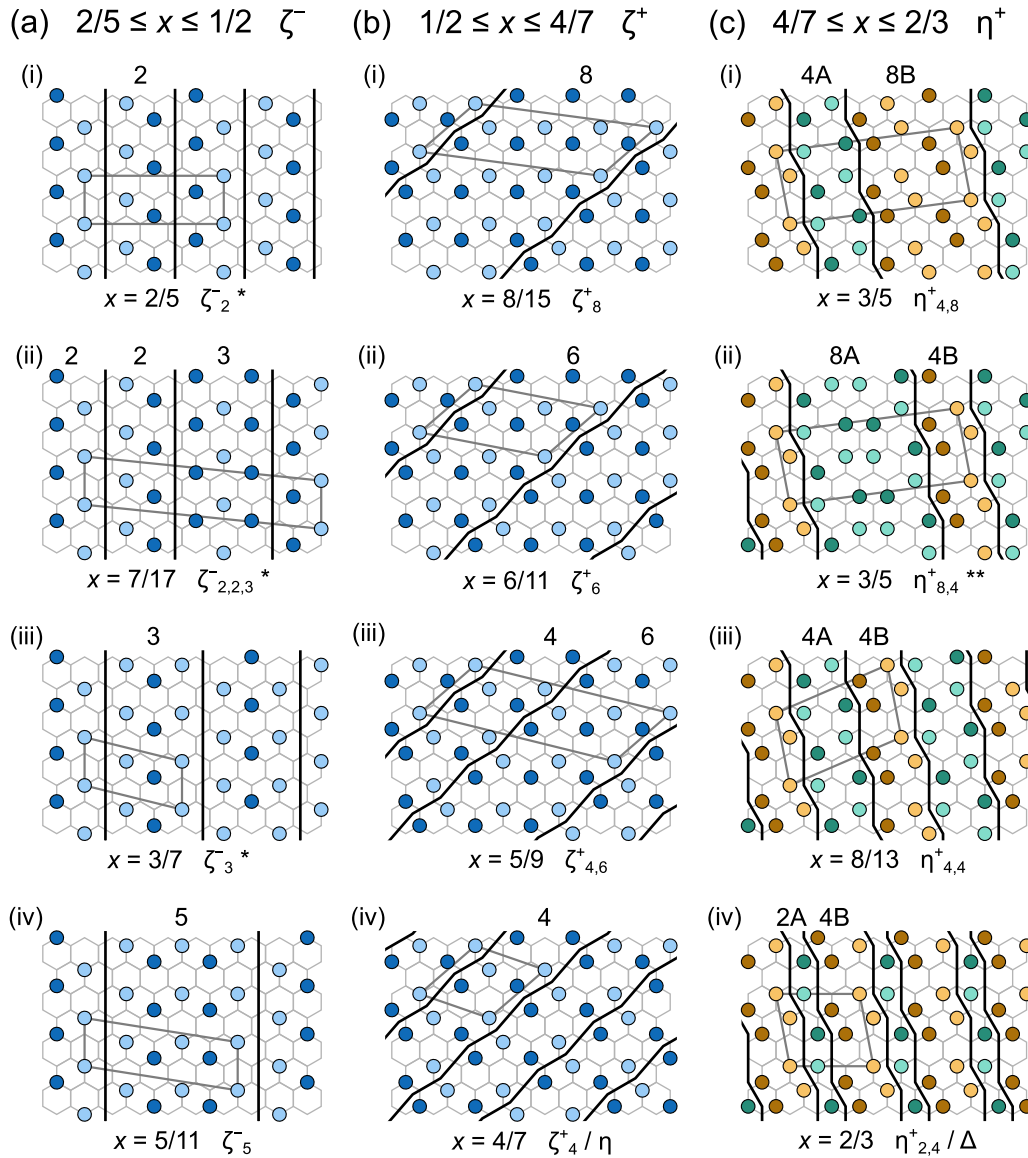 (a) 2/5 ≤ x ≤ 1/2 ζ⁻
(b) 1/2 ≤ x ≤ 4/7 ζ⁺
(c) 4/7 ≤ x ≤ 2/3 η⁺
(i) 2
(i) 8
(i) 4A 8B
x = 2/5 ζ⁻₂ *
x = 8/15 ζ⁺₈
x = 3/5 η⁺₄,₈
(ii) 2 2 3
(ii) 6
(ii) 8A 4B
x = 7/17 ζ⁻₂,₂,₃ *
x = 6/11 ζ⁺₆
x = 3/5 η⁺₈,₄ **
(iii) 3
(iii) 4 6
(iii) 4A 4B
x = 3/7 ζ⁻₃ *
x = 5/9 ζ⁺₄,₆
x = 8/13 η⁺₄,₄
(iv) 5
(iv) 4
(iv) 2A 4B
x = 5/11 ζ⁻₅
x = 4/7 ζ⁺₄ / η
x = 2/3 η⁺₂,₄ / Δ